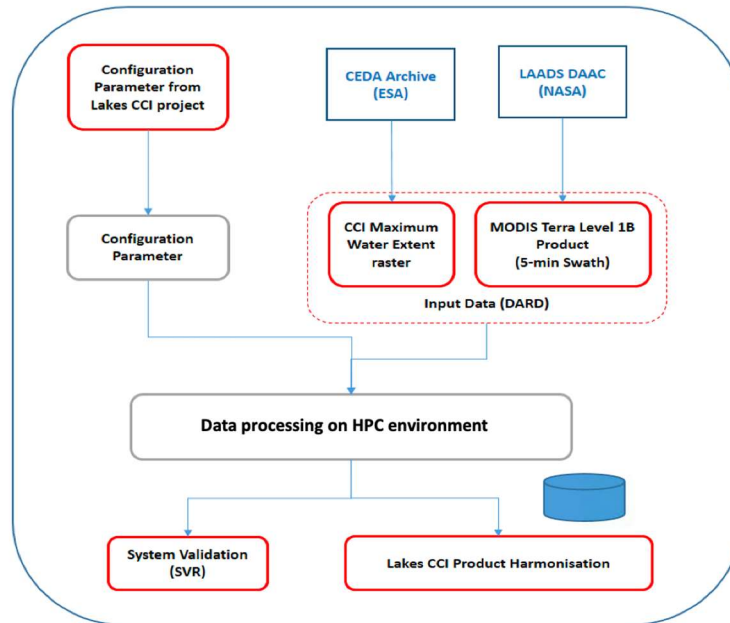 Configuration
Parameter from
Lakes CCI project
CEDA Archive
(ESA)
LAADS DAAC
(NASA)
Configuration
Parameter
CCI Maximum
Water Extent
raster
MODIS Terra Level 1B
Product
(5-min Swath)
Input Data (DARD)
Data processing on HPC environment
System Validation
(SVR)
Lakes CCI Product Harmonisation